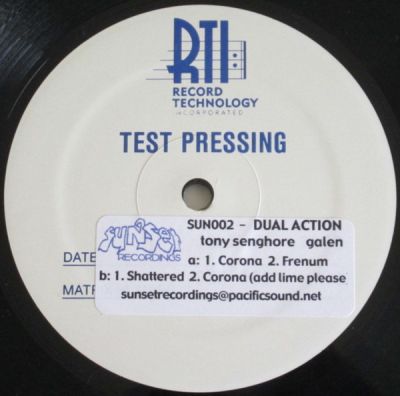 RTI
RECORD
TECHNOLOGY
INCORPORATED
TEST PRESSING
SUN002 - DUAL ACTION
sunset
RECORDINGS
tony senghore galen
DATE
a: 1. Corona 2. Frenum
b: 1. Shattered 2. Corona (add lime please
MATR
sunsetrecordings@pacificsound.net